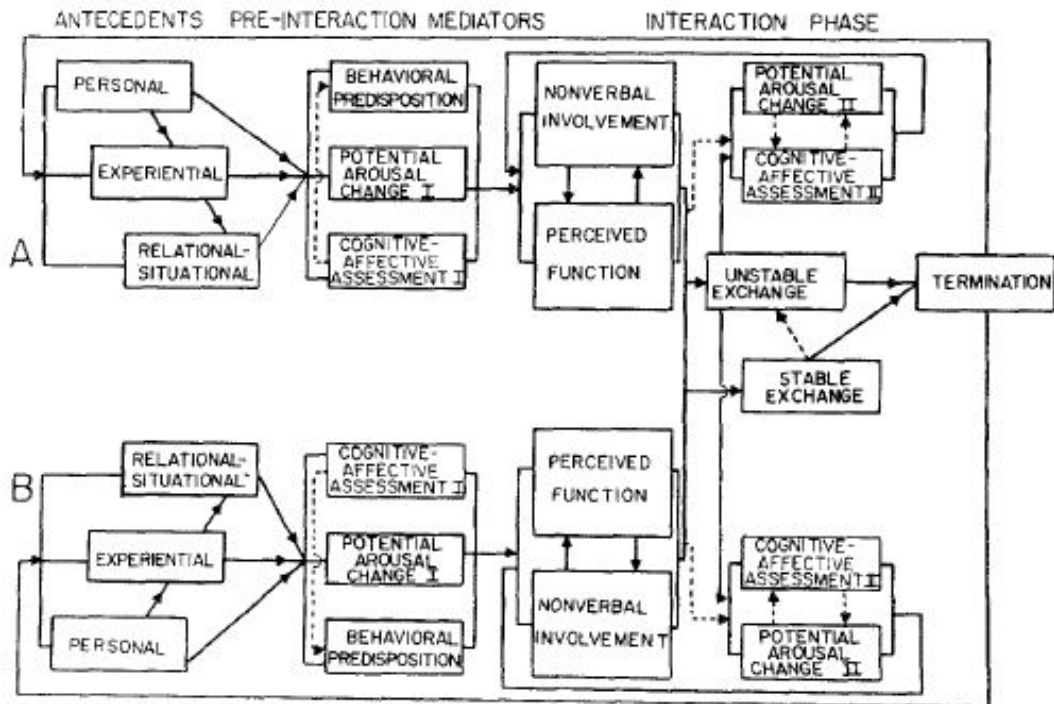 ANTECEDENTS PRE-INTERACTION MEDIATORS INTERACTION PHASE
A
PERSONAL
EXPERIENTIAL
RELATIONAL-
SITUATIONAL
BEHAVIORAL
PREDISPOSITION
POTENTIAL
AROUSAL
CHANGE I
COGNITIVE-
AFFECTIVE
ASSESSMENT I
NONVERBAL
INVOLVEMENT
PERCEIVED
FUNCTION
POTENTIAL
AROUSAL
CHANGE II
COGNITIVE-
AFFECTIVE
ASSESSMENT II
UNSTABLE
EXCHANGE
TERMINATION
STABLE
EXCHANGE
B
RELATIONAL-
SITUATIONAL
EXPERIENTIAL
PERSONAL
COGNITIVE-
AFFECTIVE
ASSESSMENT I
POTENTIAL
AROUSAL
CHANGE I
BEHAVIORAL
PREDISPOSITION
PERCEIVED
FUNCTION
NONVERBAL
INVOLVEMENT
COGNITIVE-
AFFECTIVE
ASSESSMENT II
POTENTIAL
AROUSAL
CHANGE II